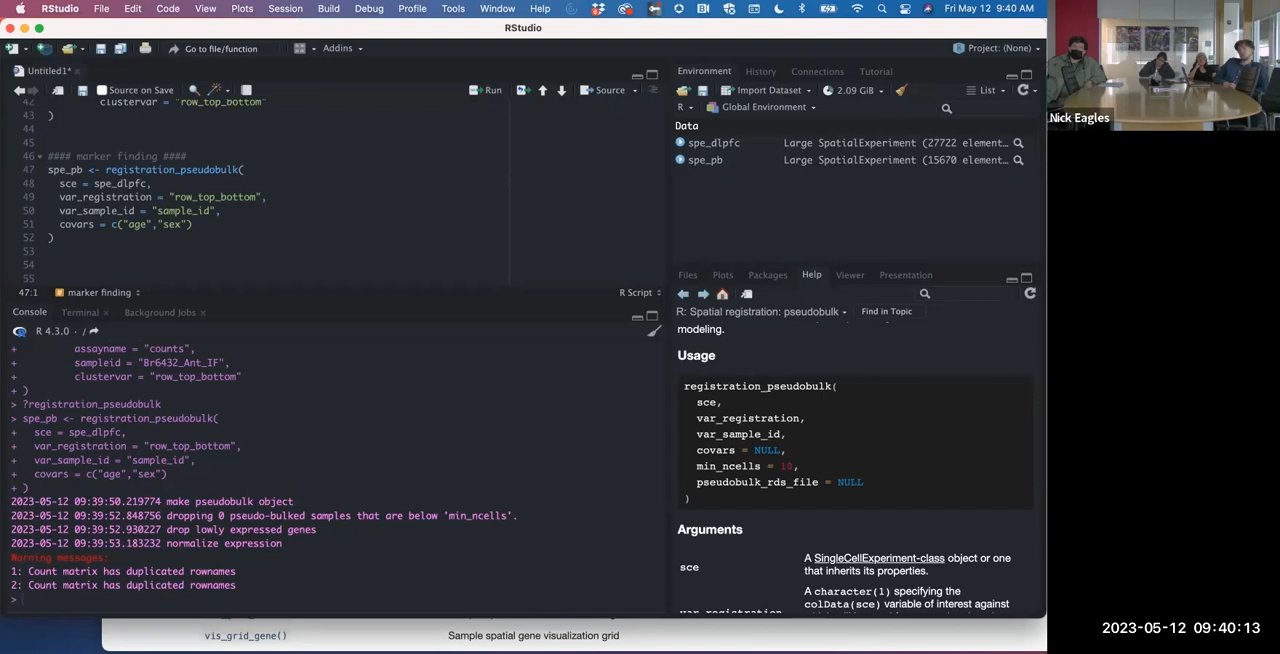 RStudio File Edit Code View Plots Session Build Debug Profile Tools Window Help Fri May 12 9:40 AM
RStudio
Go to file/function Addins Project: (None)
Untitled1*
Source on Save Run Source
42 clustervar = "row_top_bottom"
43 )
44
45
46 #### marker finding ####
47 spe_pb <- registration_pseudobulk(
48 sce = spe_dlpfc,
49 var_registration = "row_top_bottom",
50 var_sample_id = "sample_id",
51 covars = c("age","sex")
52 )
53
54
55
47:1 # marker finding R Script
Console Terminal Background Jobs
R 4.3.0 · /
+ assayname = "counts",
+ sampleid = "Br6432_Ant_IF",
+ clustervar = "row_top_bottom"
+ )
> ?registration_pseudobulk
> spe_pb <- registration_pseudobulk(
+ sce = spe_dlpfc,
+ var_registration = "row_top_bottom",
+ var_sample_id = "sample_id",
+ covars = c("age","sex")
+ )
2023-05-12 09:39:50.219774 make pseudobulk object
2023-05-12 09:39:52.848756 dropping 0 pseudo-bulked samples that are below 'min_ncells'.
2023-05-12 09:39:52.930227 drop lowly expressed genes
2023-05-12 09:39:53.183232 normalize expression
Warning messages:
1: Count matrix has duplicated rownames
2: Count matrix has duplicated rownames
>
Environment History Connections Tutorial
Import Dataset 2.09 GiB List
R Global Environment
Data
spe_dlpfc Large SpatialExperiment (27722 element…
spe_pb Large SpatialExperiment (15670 element…
Files Plots Packages Help Viewer Presentation
R: Spatial registration: pseudobulk Find in Topic
modeling.
Usage
registration_pseudobulk(
sce,
var_registration,
var_sample_id,
covars = NULL,
min_ncells = 10,
pseudobulk_rds_file = NULL
)
Arguments
sce A SingleCellExperiment-class object or one
that inherits its properties.
A character(1) specifying the
colData(sce) variable of interest against
var_registration
vis_grid_gene() Sample spatial gene visualization grid
Nick Eagles
2023-05-12 09:40:13